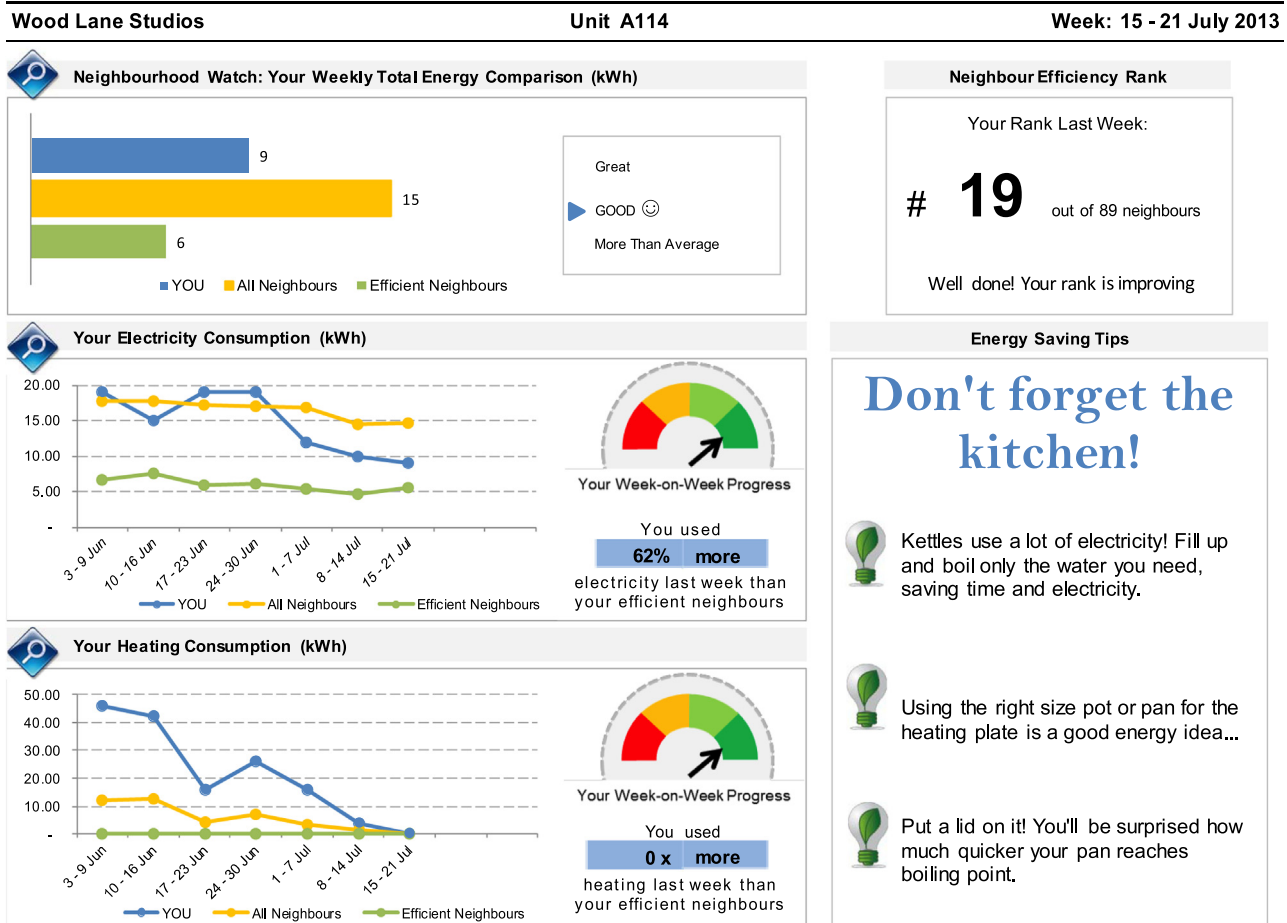 Wood Lane Studios Unit A114 Week: 15 - 21 July 2013
Neighbourhood Watch: Your Weekly Total Energy Comparison (kWh)
9
15
6
YOU All Neighbours Efficient Neighbours
Great
GOOD ☺
More Than Average
Neighbour Efficiency Rank
Your Rank Last Week:
# 19 out of 89 neighbours
Well done! Your rank is improving
Your Electricity Consumption (kWh)
20.00
15.00
10.00
5.00
-
3 - 9 Jun 10 - 16 Jun 17 - 23 Jun 24 - 30 Jun 1 - 7 Jul 8 - 14 Jul 15 - 21 Jul
YOU All Neighbours Efficient Neighbours
Your Week-on-Week Progress
You used
62% more
electricity last week than
your efficient neighbours
Your Heating Consumption (kWh)
50.00
40.00
30.00
20.00
10.00
-
3 - 9 Jun 10 - 16 Jun 17 - 23 Jun 24 - 30 Jun 1 - 7 Jul 8 - 14 Jul 15 - 21 Jul
YOU All Neighbours Efficient Neighbours
Your Week-on-Week Progress
You used
0 x more
heating last week than
your efficient neighbours
Energy Saving Tips
Don't forget the
kitchen!
Kettles use a lot of electricity! Fill up
and boil only the water you need,
saving time and electricity.
Using the right size pot or pan for the
heating plate is a good energy idea...
Put a lid on it! You'll be surprised how
much quicker your pan reaches
boiling point.